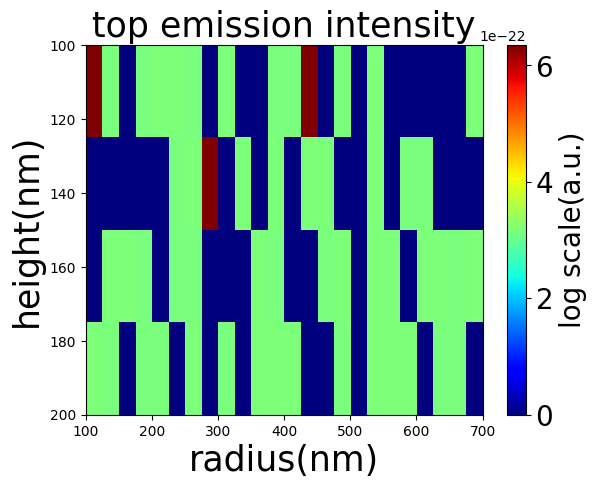 top emission intensity
1e−22
100
120
140
160
180
200
height(nm)
100 200 300 400 500 600 700
radius(nm)
6
4
2
0
log scale(a.u.)